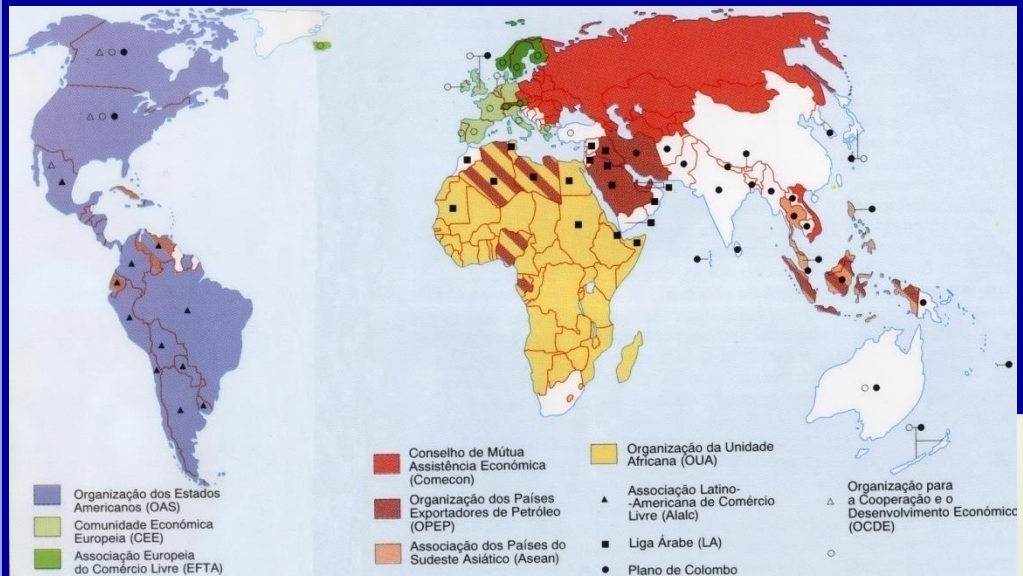 Organização dos Estados
Americanos (OAS)
Comunidade Económica
Europeia (CEE)
Associação Europeia
do Comércio Livre (EFTA)
Conselho de Mútua
Assistência Económica
(Comecon)
Organização dos Países
Exportadores de Petróleo
(OPEP)
Associação dos Países do
Sudeste Asiático (Asean)
Organização da Unidade
Africana (OUA)
Associação Latino-
-Americana de Comércio
Livre (Alalc)
Liga Árabe (LA)
Plano de Colombo
Organização para
a Cooperação e o
Desenvolvimento Económico
(OCDE)